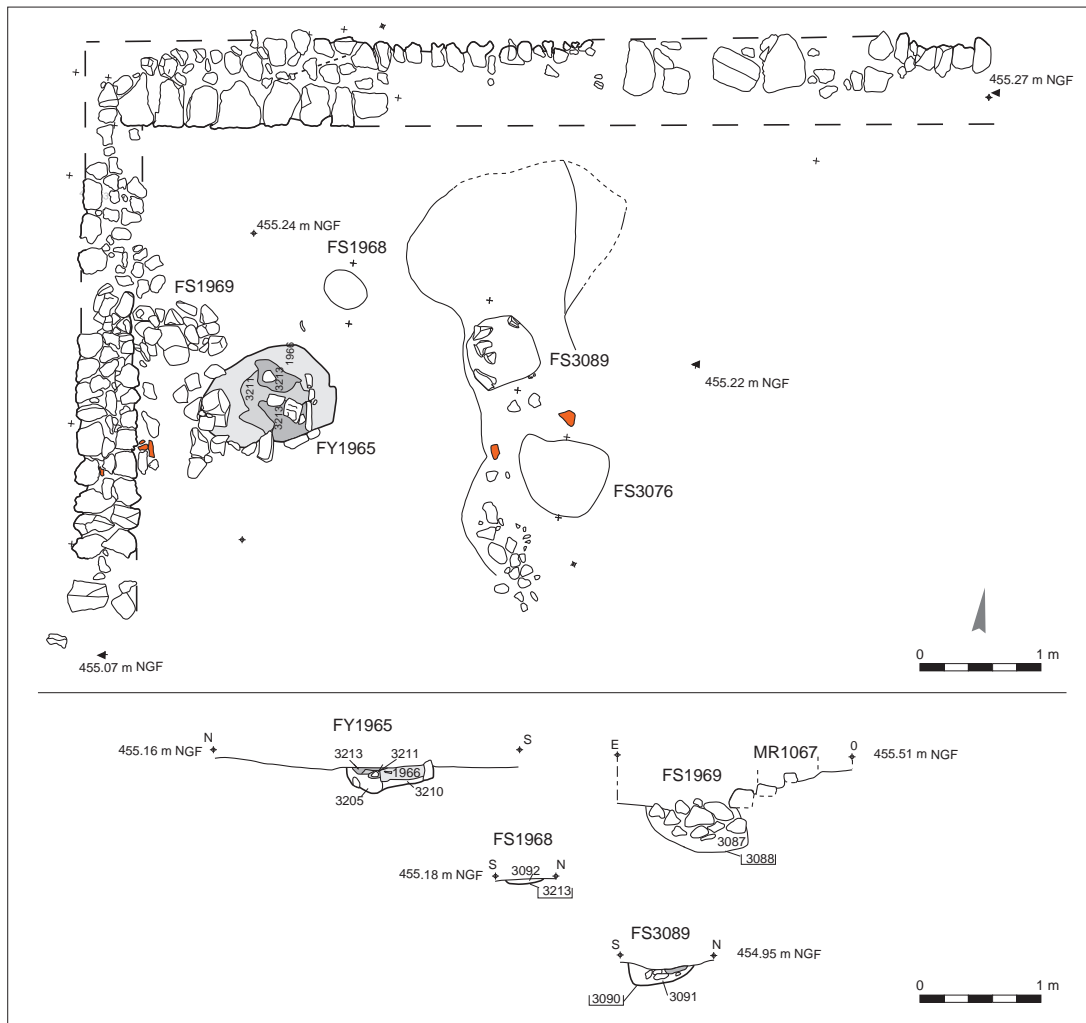 455.27 m NGF
455.24 m NGF
FS1968
FS1969
1966
3213
3211
3213
FY1965
FS3089
455.22 m NGF
FS3076
455.07 m NGF
0 1 m
FY1965
N
S
455.16 m NGF
3213
3211
1966
3205
3210
E
MR1067
O
455.51 m NGF
FS1969
3087
3088
FS1968
S
3092
N
455.18 m NGF
3213
FS3089
S
N
454.95 m NGF
3090
3091
0 1 m